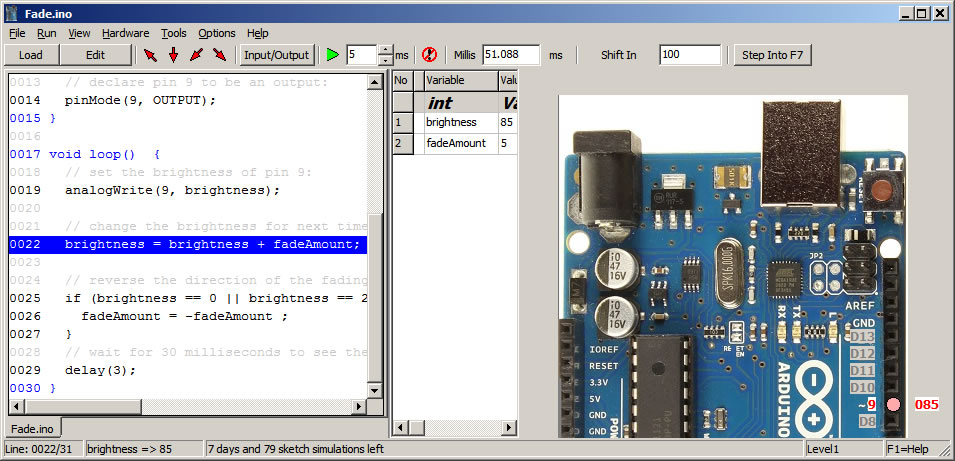 Fade.ino
File Run View Hardware Tools Options Help
Load Edit Input/Output 5 ms Millis 51.088 ms Shift In 100 Step Into F7
0013 // declare pin 9 to be an output:
0014 pinMode(9, OUTPUT);
0015 }
0016
0017 void loop() {
0018 // set the brightness of pin 9:
0019 analogWrite(9, brightness);
0020
0021 // change the brightness for next time
0022 brightness = brightness + fadeAmount;
0023
0024 // reverse the direction of the fading
0025 if (brightness == 0 || brightness == 2
0026 fadeAmount = -fadeAmount ;
0027 }
0028 // wait for 30 milliseconds to see the
0029 delay(3);
0030 }
Fade.ino
No Variable Valu
int Va
1 brightness 85
2 fadeAmount 5
RESET
47
16V
47
16V
SPK16.000G
JP2
RX
TX
L
RESET
EN
AREF
GND
D13
D12
D11
D10
~9 085
D8
IOREF
RESET
3.3V
5V
GND
GND
ARDUINO
Line: 0022/31 brightness => 85 7 days and 79 sketch simulations left Level1 F1=Help